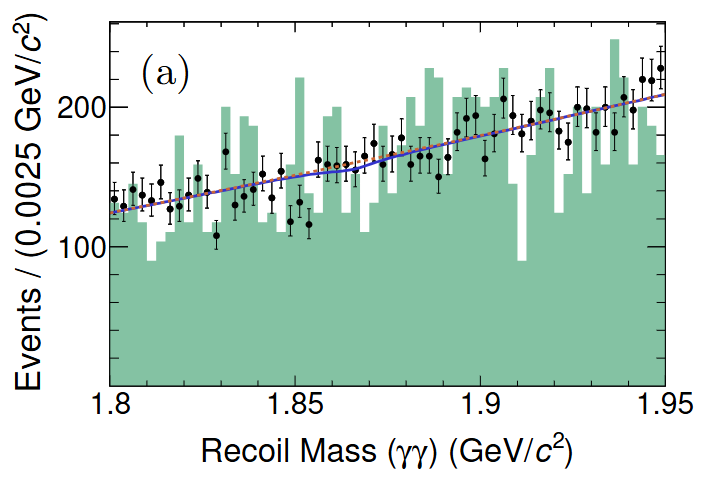 (a)
Events / (0.0025 GeV/c²)
200
100
1.8 1.85 1.9 1.95
Recoil Mass (γγ) (GeV/c²)